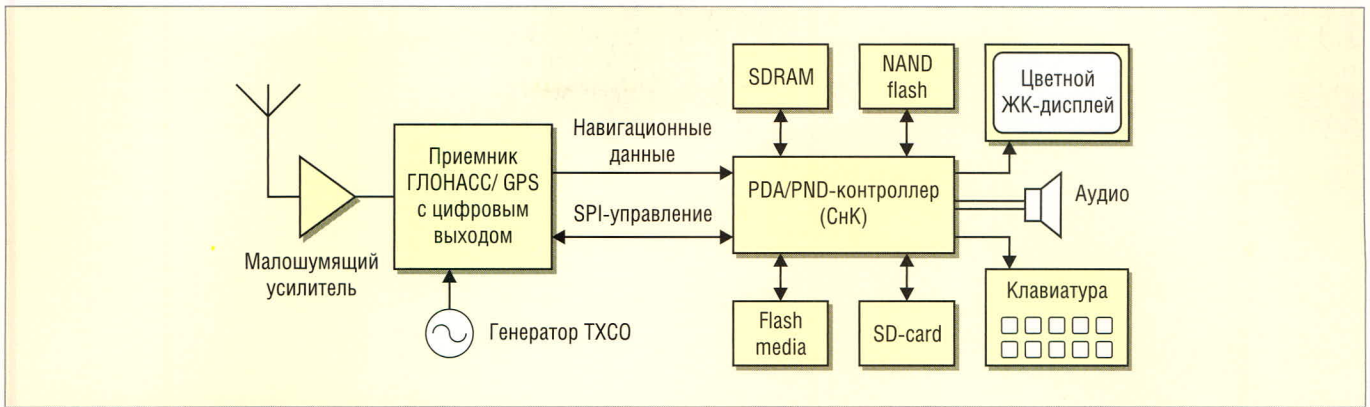 SDRAM
NAND
flash
Цветной
ЖК-дисплей
Навигационные
данные
Приемник
ГЛОНАСС/ GPS
с цифровым
выходом
PDA/PND-контроллер
(СнК)
Аудио
SPI-управление
Малошумящий
усилитель
Генератор TXCO
Flash
media
SD-card
Клавиатура